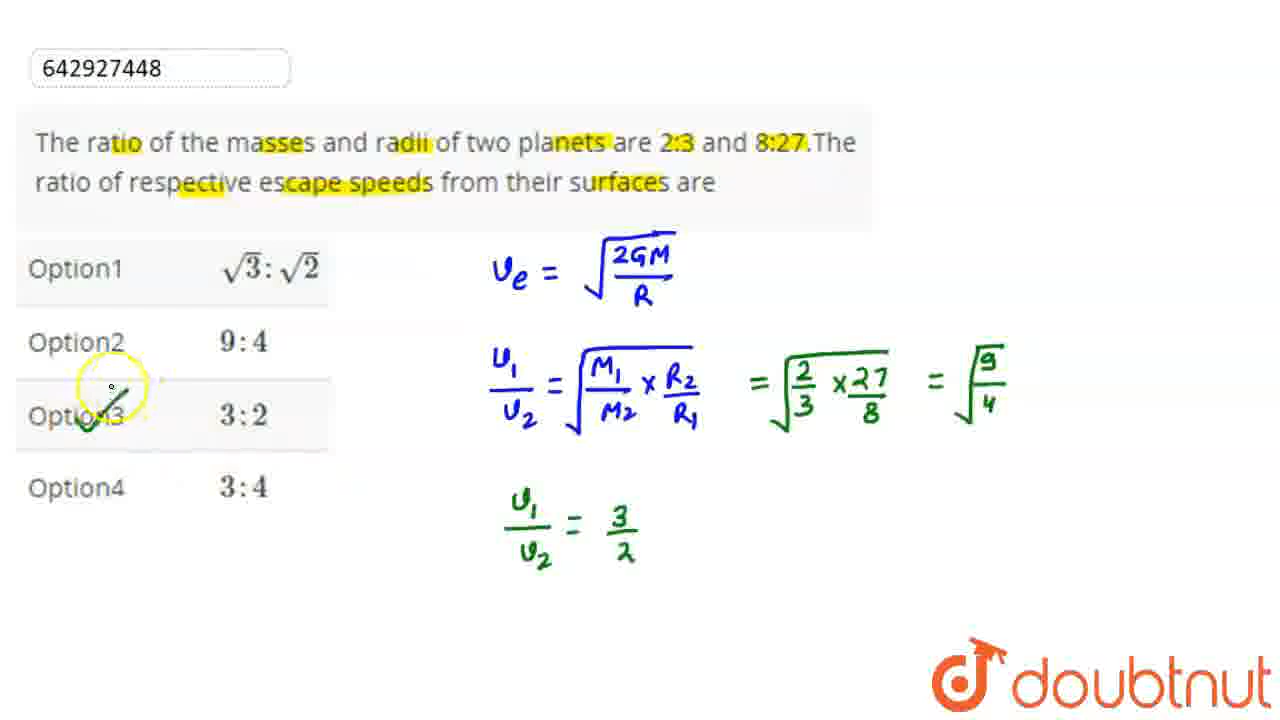 642927448
The ratio of the masses and radii of two planets are 2:3 and 8:27.The
ratio of respective escape speeds from their surfaces are
Option1 √3 : √2
Option2 9 : 4
Option3 3 : 2
Option4 3 : 4
v_e = √(2GM/R)
v₁/v₂ = √(M₁/M₂ × R₂/R₁) = √(2/3 × 27/8) = √(9/4)
v₁/v₂ = 3/2
doubtnut